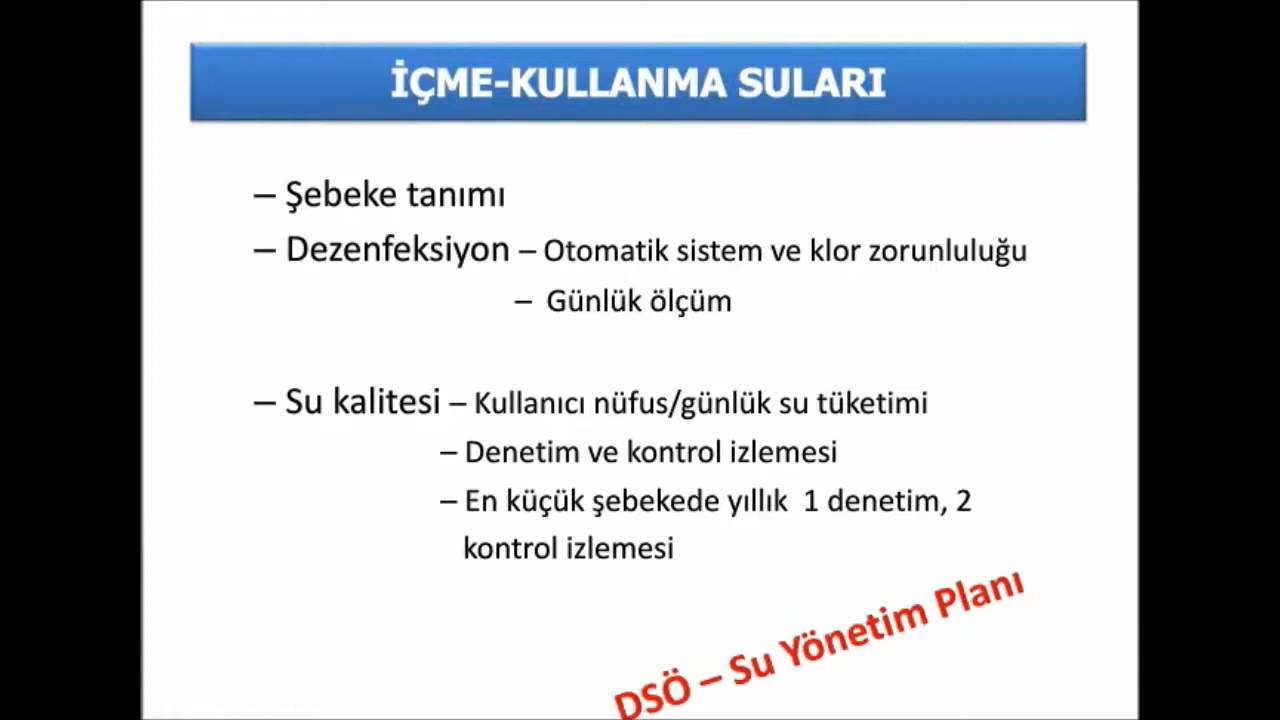 İÇME-KULLANMA SULARI
– Şebeke tanımı
– Dezenfeksiyon – Otomatik sistem ve klor zorunluluğu
– Günlük ölçüm
– Su kalitesi – Kullanıcı nüfus/günlük su tüketimi
– Denetim ve kontrol izlemesi
– En küçük şebekede yıllık 1 denetim, 2
kontrol izlemesi
DSÖ – Su Yönetim Planı